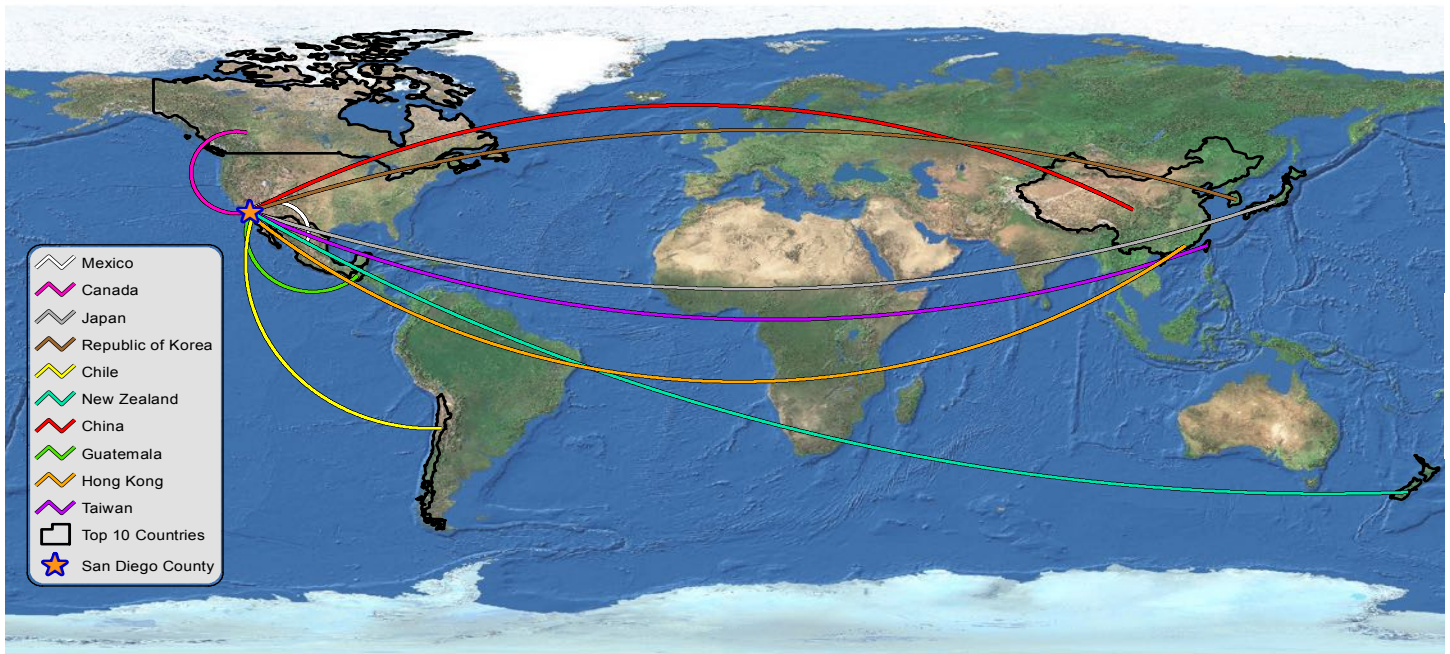 Mexico
Canada
Japan
Republic of Korea
Chile
New Zealand
China
Guatemala
Hong Kong
Taiwan
Top 10 Countries
San Diego County